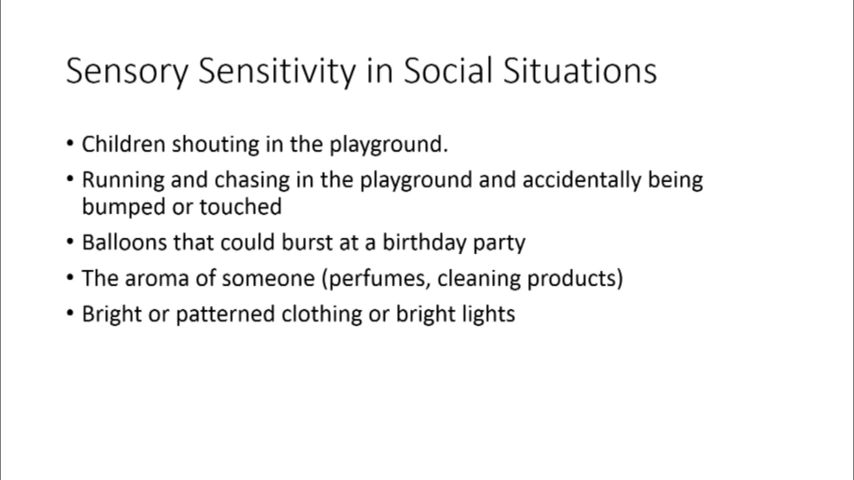 Sensory Sensitivity in Social Situations
• Children shouting in the playground.
• Running and chasing in the playground and accidentally being
bumped or touched
• Balloons that could burst at a birthday party
• The aroma of someone (perfumes, cleaning products)
• Bright or patterned clothing or bright lights